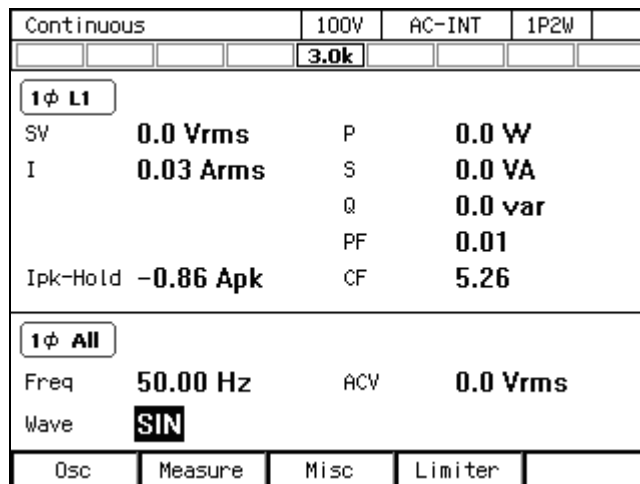 Continuous 100V AC-INT 1P2W
3.0k
1ϕ L1
SV 0.0 Vrms P 0.0 W
I 0.03 Arms S 0.0 VA
Q 0.0 var
PF 0.01
Ipk-Hold -0.86 Apk CF 5.26
1ϕ All
Freq 50.00 Hz ACV 0.0 Vrms
Wave SIN
Osc Measure Misc Limiter